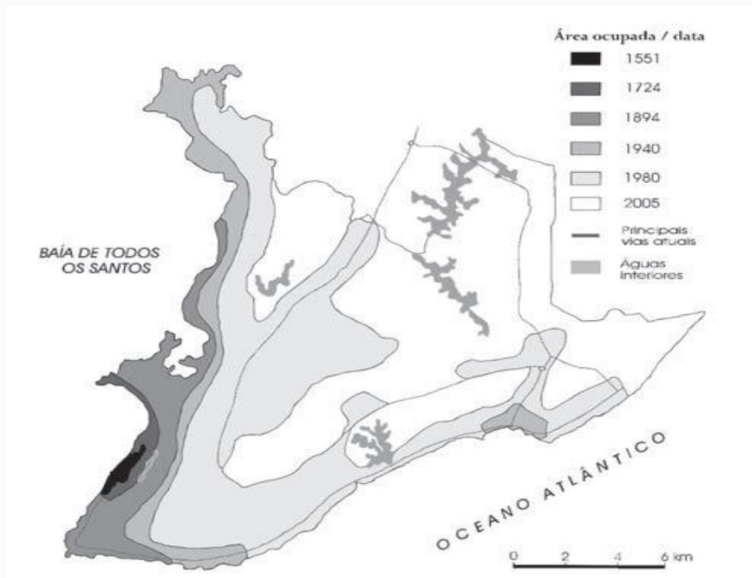 Área ocupada / data
1551
1724
1894
1940
1980
2005
Principais
vias atuais
Águas
interiores
BAÍA DE TODOS
OS SANTOS
OCEANO ATLÂNTICO
0 2 4 6 km